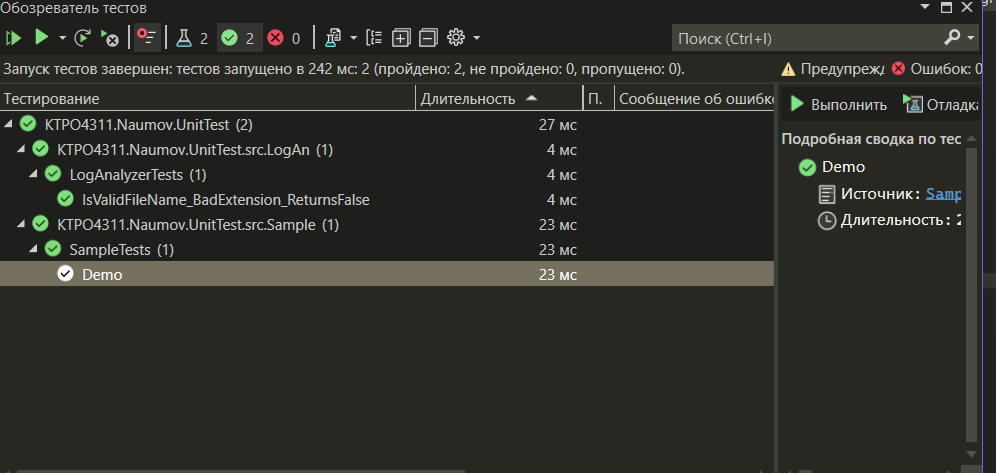 Обозреватель тестов
2 2 0
Поиск (Ctrl+I)
Запуск тестов завершен: тестов запущено в 242 мс: 2 (пройдено: 2, не пройдено: 0, пропущено: 0).
Предупрежд Ошибок: 0
Тестирование Длительность П. Сообщение об ошибке
Выполнить Отладка
KTPO4311.Naumov.UnitTest (2) 27 мс
KTPO4311.Naumov.UnitTest.src.LogAn (1) 4 мс
LogAnalyzerTests (1) 4 мс
IsValidFileName_BadExtension_ReturnsFalse 4 мс
KTPO4311.Naumov.UnitTest.src.Sample (1) 23 мс
SampleTests (1) 23 мс
Demo 23 мс
Подробная сводка по тес
Demo
Источник: Samp
Длительность: 2